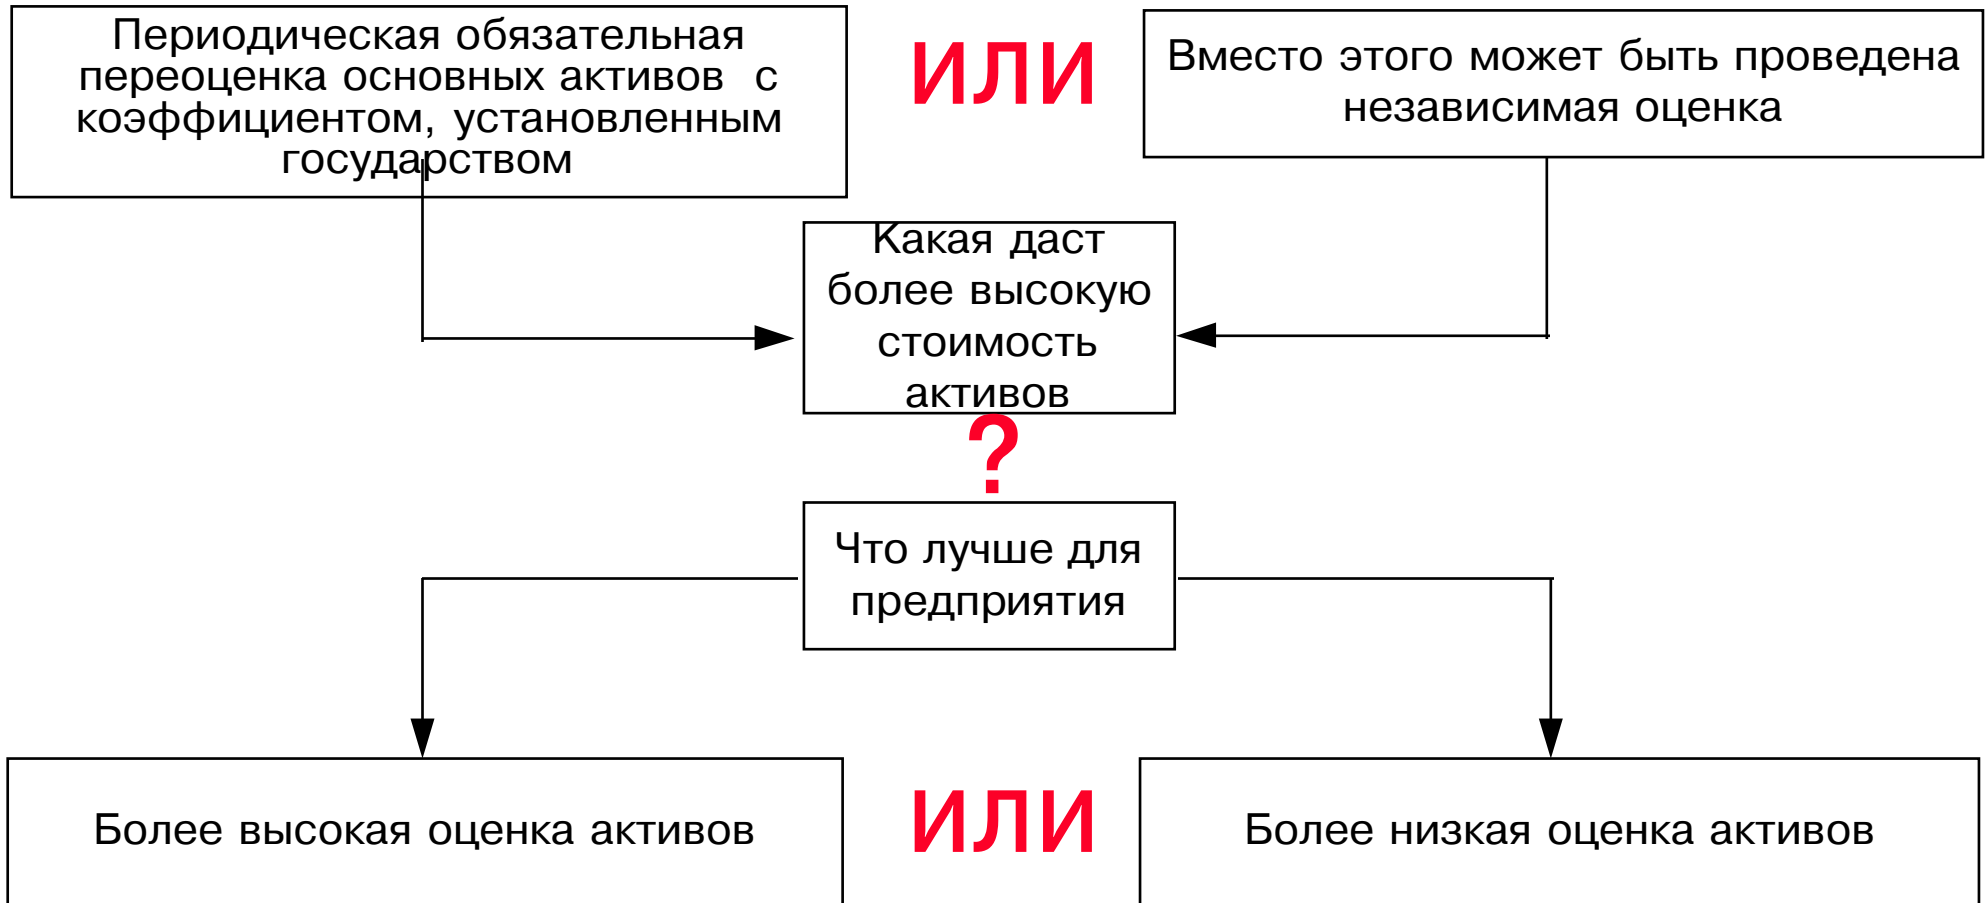 Периодическая обязательная
переоценка основных активов с
коэффициентом, установленным
государством
ИЛИ
Вместо этого может быть проведена
независимая оценка
Какая даст
более высокую
стоимость
активов
?
Что лучше для
предприятия
Более высокая оценка активов
ИЛИ
Более низкая оценка активов